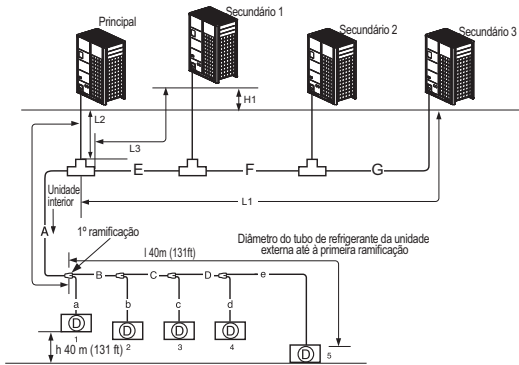 Principal
Secundário 1
Secundário 2
Secundário 3
H1
L2
L3
E
F
G
Unidade
interior
L1
A
1º ramificação
l 40m (131ft)
Diâmetro do tubo de refrigerante da unidade
externa até à primeira ramificação
B
C
D
e
a
b
c
d
D
D
D
D
D
1
2
3
4
5
h 40 m (131 ft)